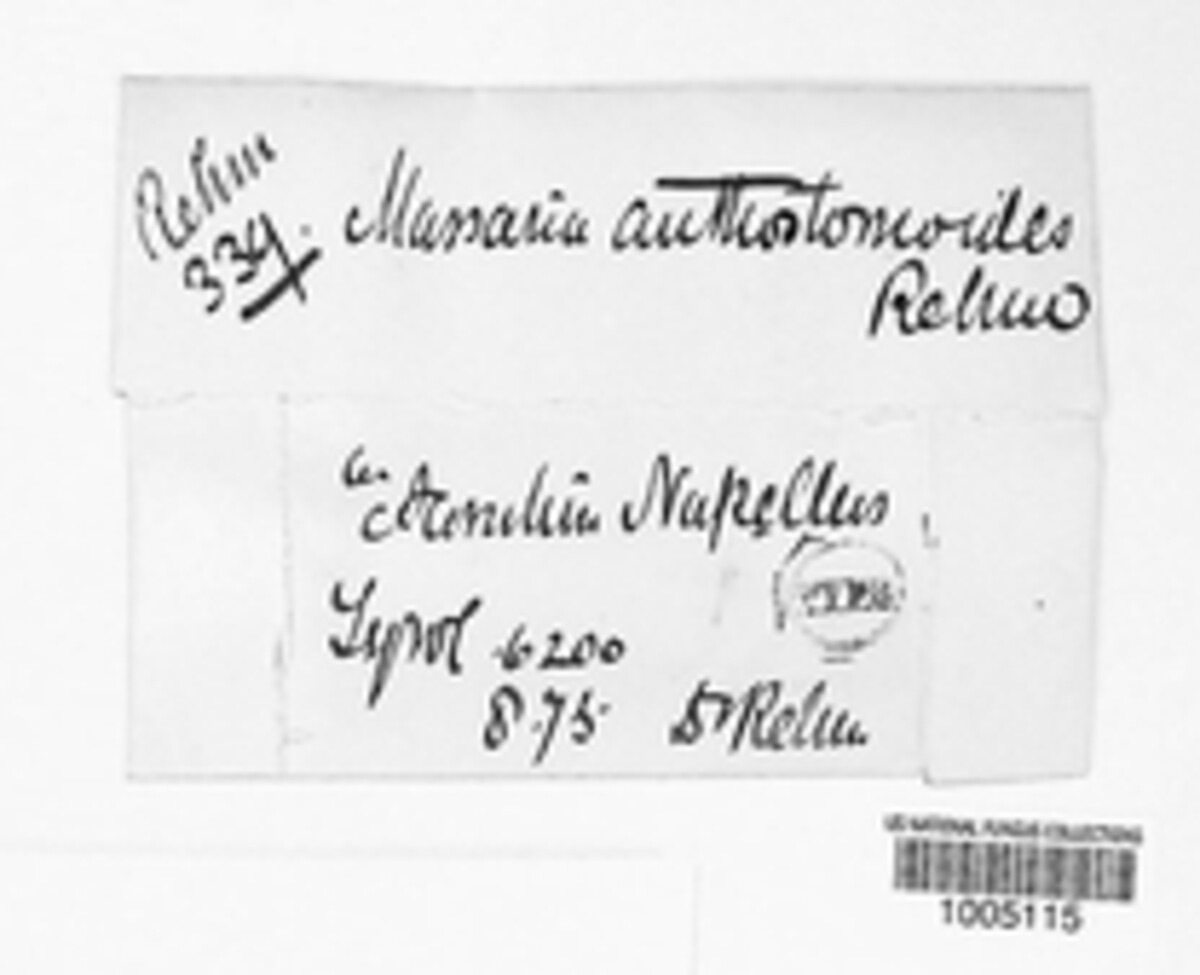 Rehm
334.
Massaria anthostomoides
Rehm
Aconitum Napellus
Tyrol 6200
8.75 Dr Rehm
US NATIONAL FUNGUS COLLECTIONS
1005115